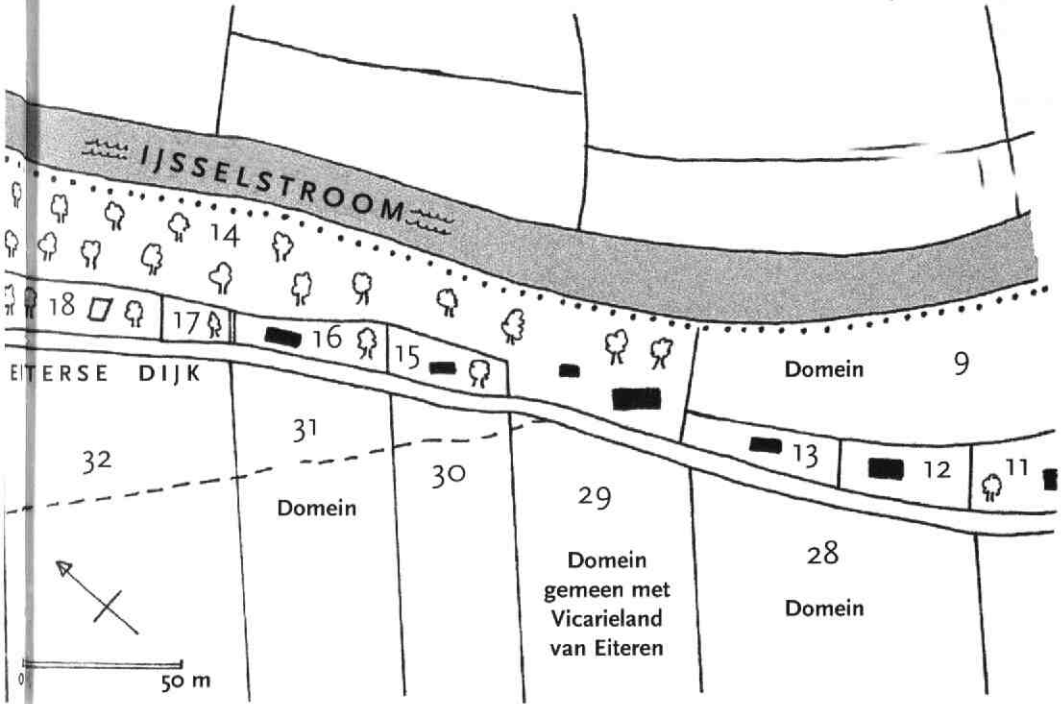 IJSSELSTROOM
14
18
17
16
15
Domein
9
EITERSE DIJK
13
12
11
32
31
30
29
28
Domein
Domein
gemeen met
Vicarieland
van Eiteren
Domein
0
50 m